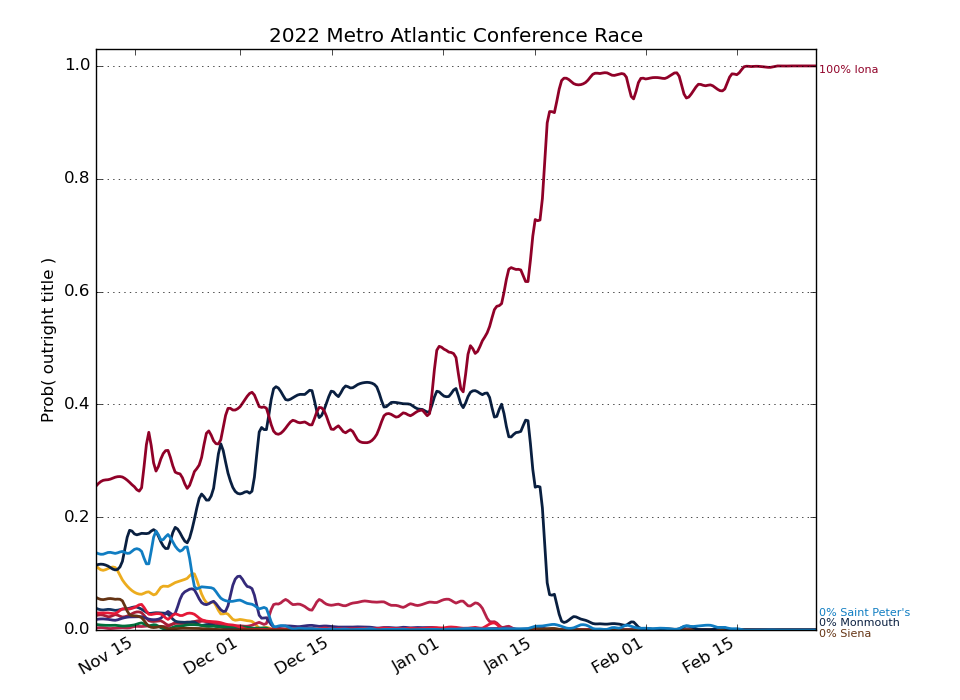 2022 Metro Atlantic Conference Race
Prob( outright title )
1.0
0.8
0.6
0.4
0.2
0.0
Nov 15
Dec 01
Dec 15
Jan 01
Jan 15
Feb 01
Feb 15
100% Iona
0% Saint Peter's
0% Monmouth
0% Siena